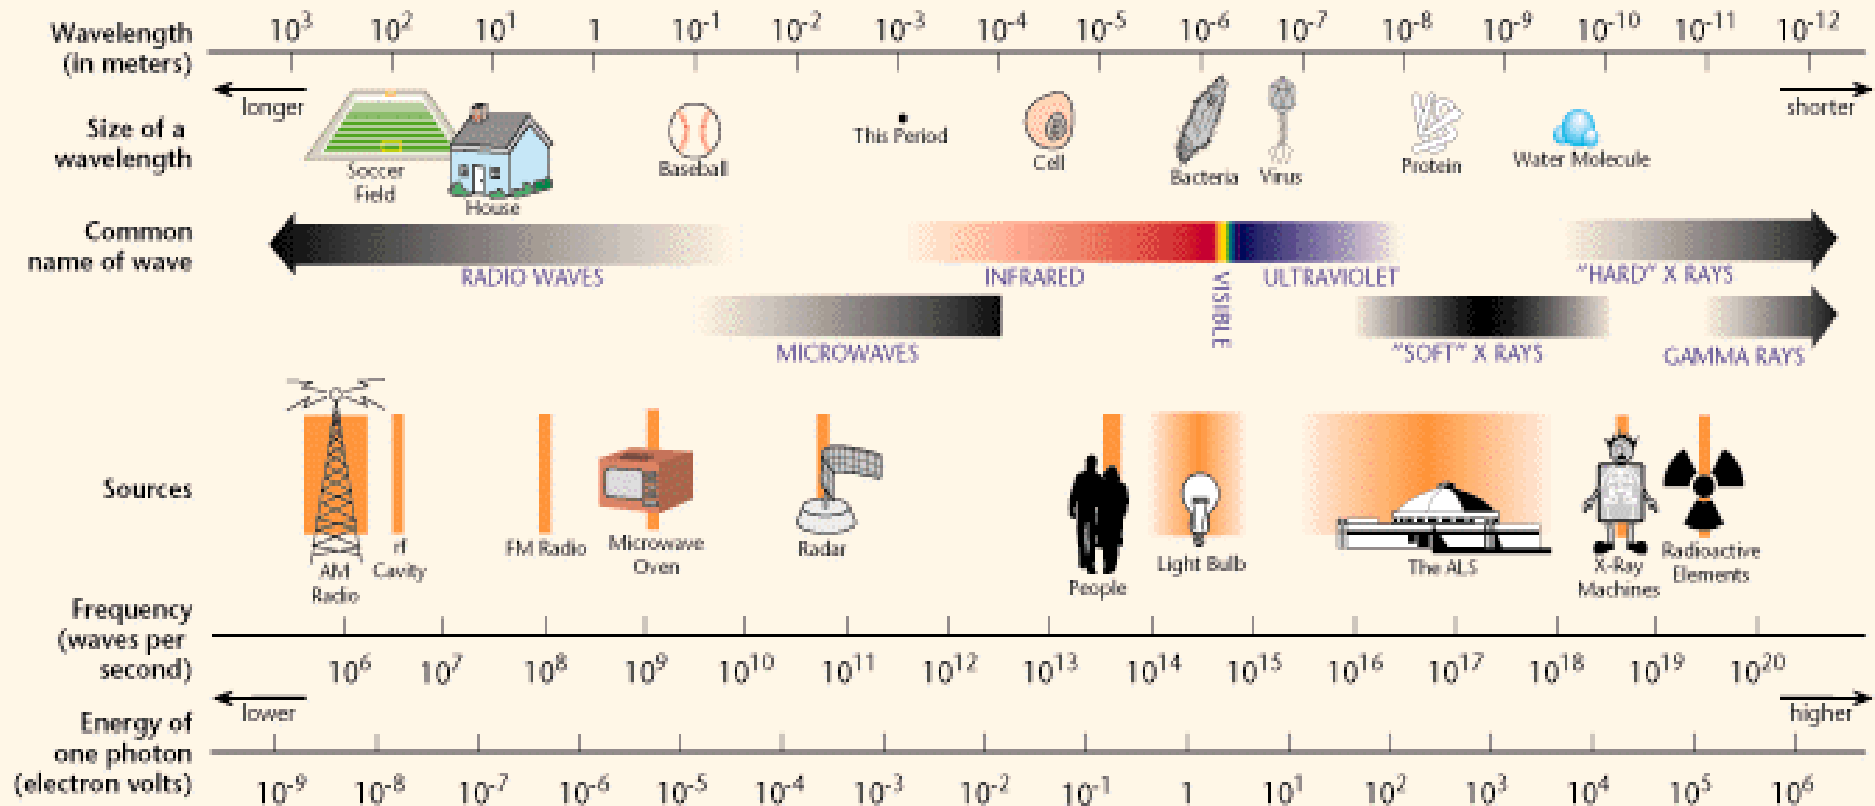 Wavelength
(in meters)
10³ 10² 10¹ 1 10⁻¹ 10⁻² 10⁻³ 10⁻⁴ 10⁻⁵ 10⁻⁶ 10⁻⁷ 10⁻⁸ 10⁻⁹ 10⁻¹⁰ 10⁻¹¹ 10⁻¹²
longer
shorter
Size of a
wavelength
Soccer
Field
House
Baseball
This Period
Cell
Bacteria
Virus
Protein
Water Molecule
Common
name of wave
RADIO WAVES
INFRARED
VISIBLE
ULTRAVIOLET
"HARD" X RAYS
MICROWAVES
"SOFT" X RAYS
GAMMA RAYS
Sources
AM
Radio
rf
Cavity
FM Radio
Microwave
Oven
Radar
People
Light Bulb
The ALS
X-Ray
Machines
Radioactive
Elements
Frequency
(waves per
second)
10⁶ 10⁷ 10⁸ 10⁹ 10¹⁰ 10¹¹ 10¹² 10¹³ 10¹⁴ 10¹⁵ 10¹⁶ 10¹⁷ 10¹⁸ 10¹⁹ 10²⁰
lower
higher
Energy of
one photon
(electron volts)
10⁻⁹ 10⁻⁸ 10⁻⁷ 10⁻⁶ 10⁻⁵ 10⁻⁴ 10⁻³ 10⁻² 10⁻¹ 1 10¹ 10² 10³ 10⁴ 10⁵ 10⁶